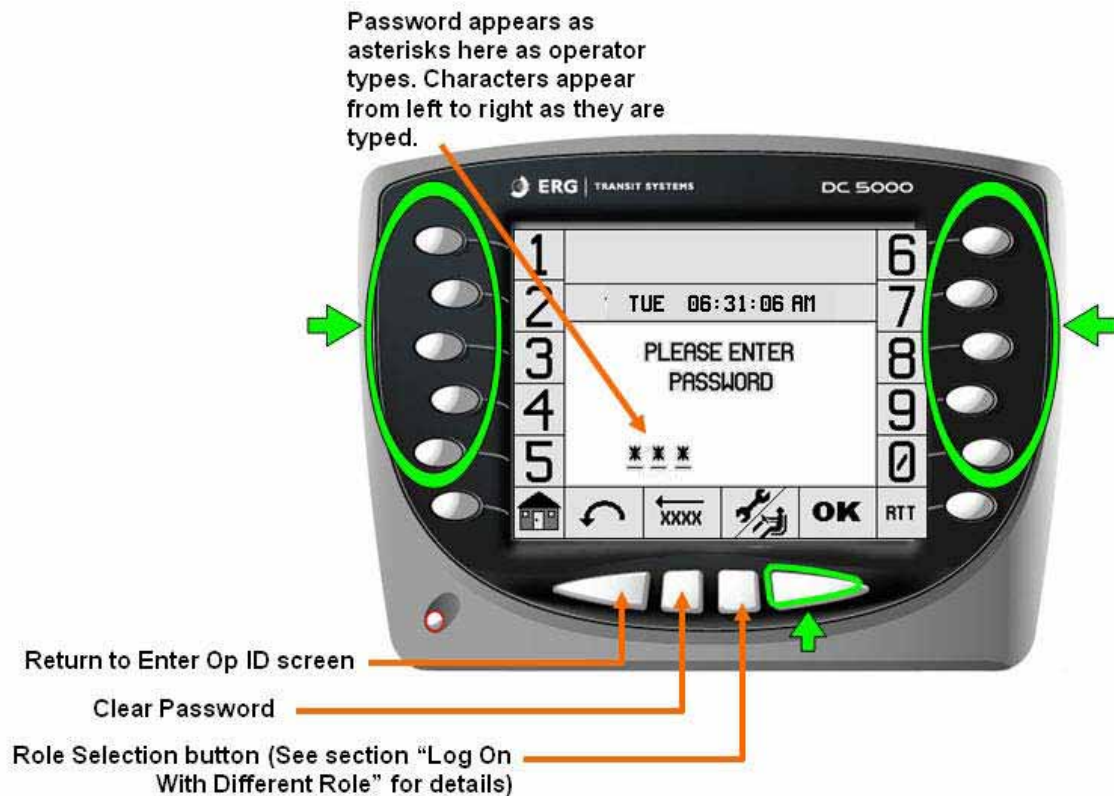 Password appears as
asterisks here as operator
types. Characters appear
from left to right as they are
typed.
ERG | TRANSIT SYSTEMS
DC 5000
1
6
TUE 06:31:06 AM
2
7
PLEASE ENTER
PASSWORD
3
8
4
9
* * *
5
0
XXXX
OK
RTT
Return to Enter Op ID screen
Clear Password
Role Selection button (See section “Log On
With Different Role” for details)